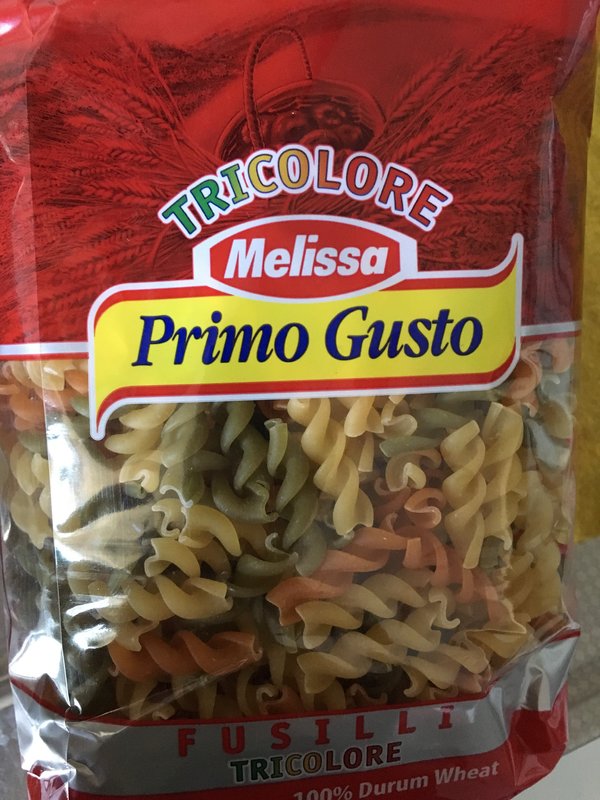 TRICOLORE
Melissa
Primo Gusto
FUSILLI
TRICOLORE
100% Durum Wheat